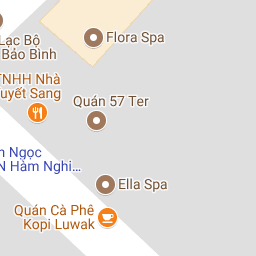 Flora Spa
Lạc Bộ
Bảo Bình
TNHH Nhà
uyết Sang
Quán 57 Ter
Ngọc
N Hàm Nghi...
Ella Spa
Quán Cà Phê
Kopi Luwak